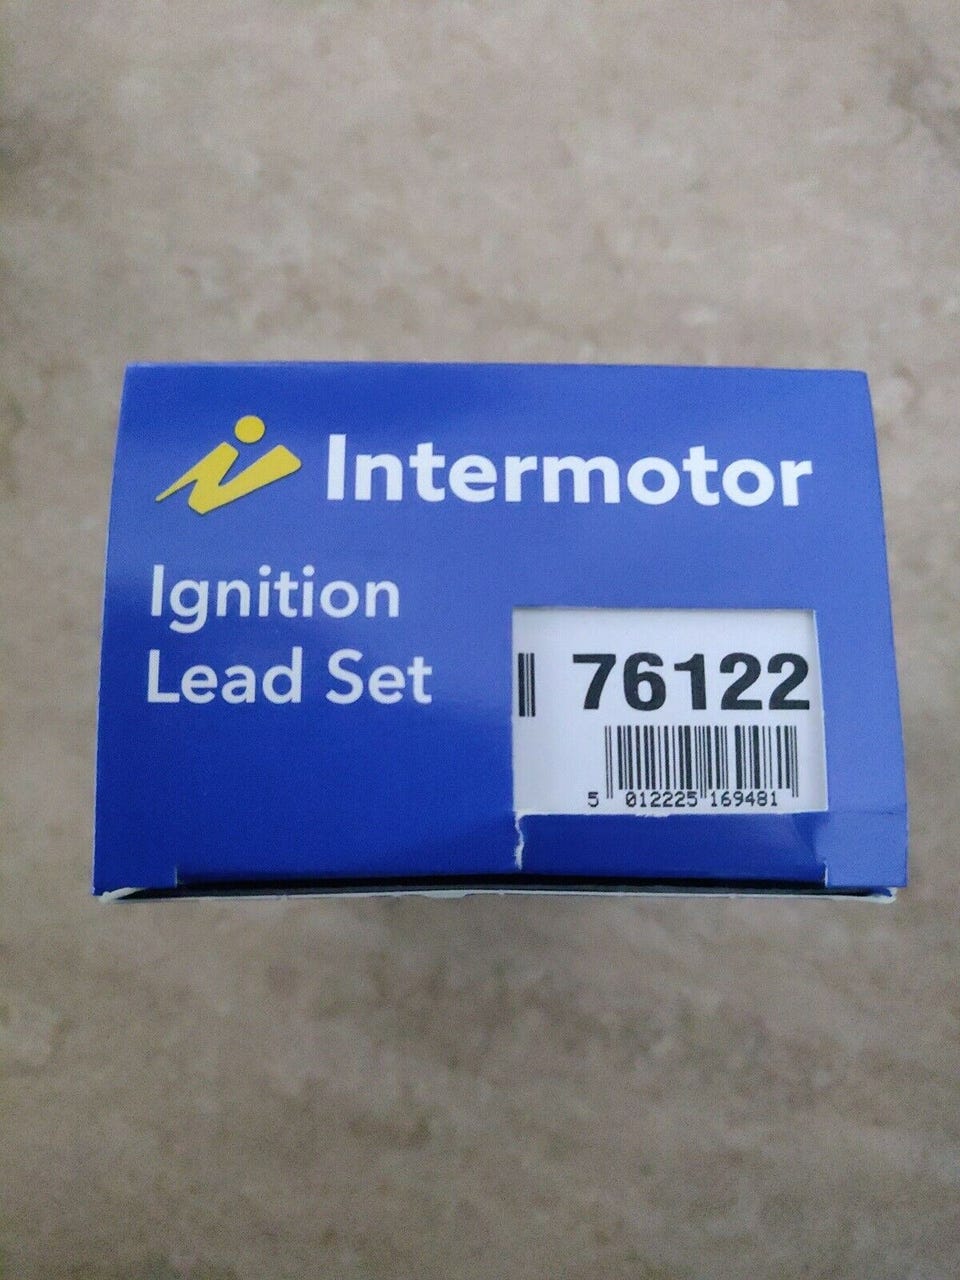 Intermotor
Ignition
Lead Set
76122
5 012225 169481